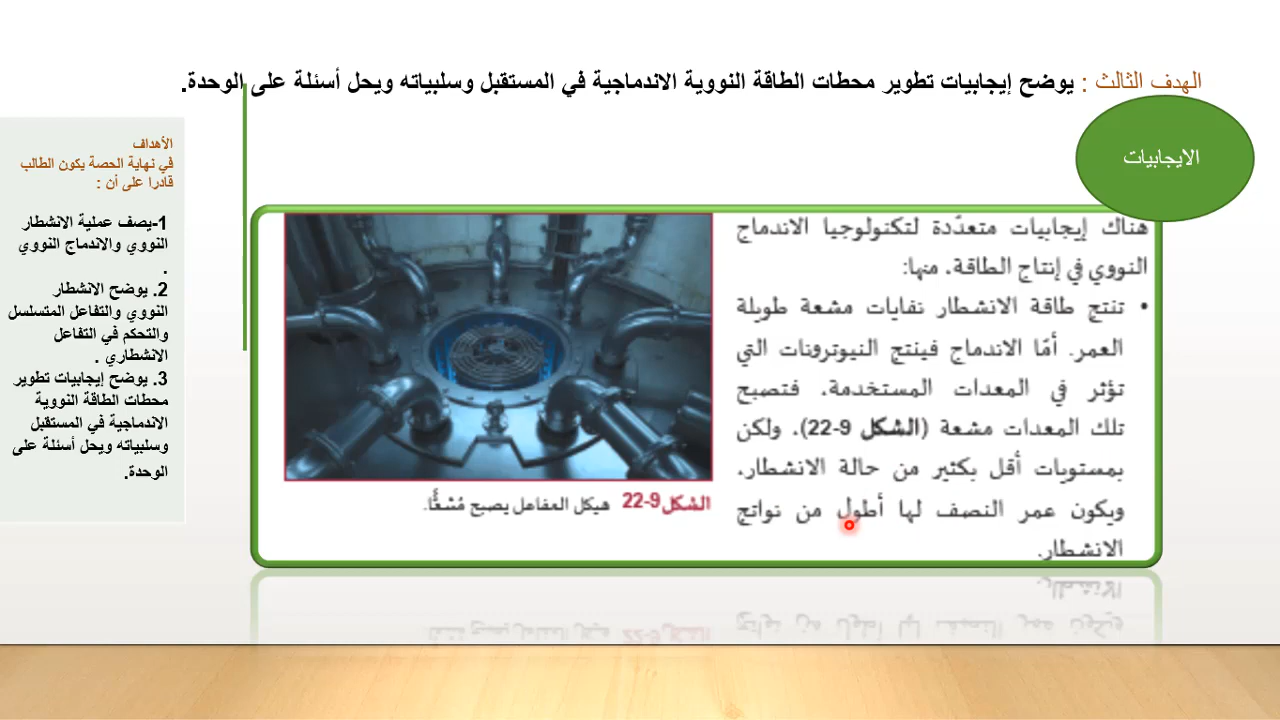 الهدف الثالث : يوضح إيجابيات تطوير محطات الطاقة النووية الاندماجية في المستقبل وسلبياته ويحل أسئلة على الوحدة.
الايجابيات
هناك إيجابيات متعدّدة لتكنولوجيا الاندماج
النووي في إنتاج الطاقة، منها:
• تنتج طاقة الانشطار نفايات مشعة طويلة
العمر. أمّا الاندماج فينتج النيوترونات التي
تؤثر في المعدات المستخدمة، فتصبح
تلك المعدات مشعة (الشكل 9-22)، ولكن
بمستويات أقل بكثير من حالة الانشطار،
ويكون عمر النصف لها أطول من نواتج
الانشطار.
الشكل 9-22 هيكل المفاعل يصبح مُشعًّا.
الأهداف
في نهاية الحصة يكون الطالب
قادرا على أن :
1-يصف عملية الانشطار
النووي والاندماج النووي
.
2. يوضح الانشطار
النووي والتفاعل المتسلسل
والتحكم في التفاعل
الانشطاري .
3. يوضح إيجابيات تطوير
محطات الطاقة النووية
الاندماجية في المستقبل
وسلبياته ويحل أسئلة على
الوحدة.